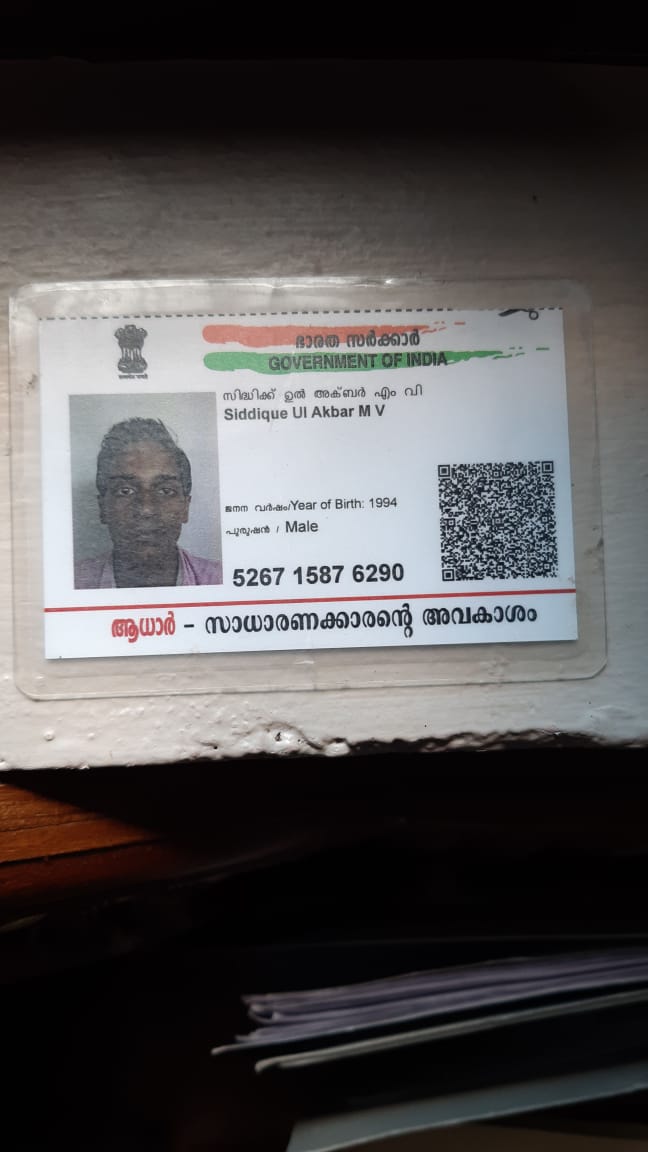 ഭാരത സർക്കാർ
GOVERNMENT OF INDIA
സിദ്ധിക്ക് ഉൽ അക്ബർ എം വി
Siddique Ul Akbar M V
ജനന വർഷം/Year of Birth: 1994
പുരുഷൻ / Male
5267 1587 6290
ആധാർ – സാധാരണക്കാരന്റെ അവകാശം